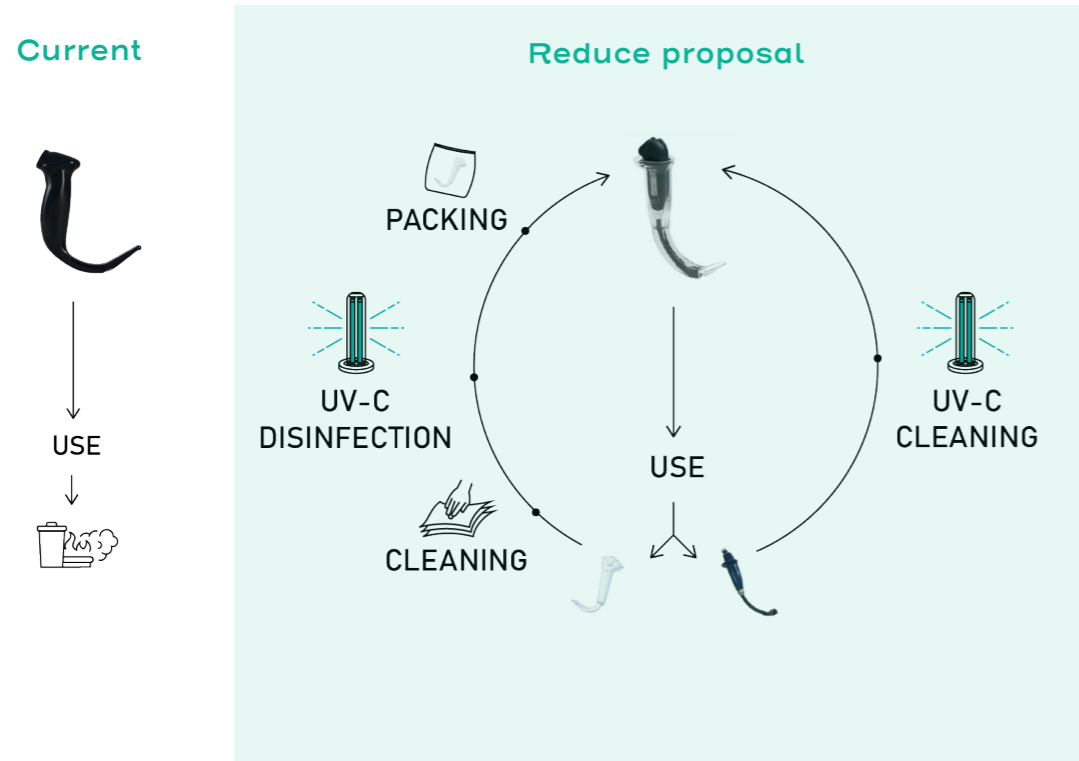 Current
Reduce proposal
PACKING
UV-C
DISINFECTION
UV-C
CLEANING
USE
USE
CLEANING